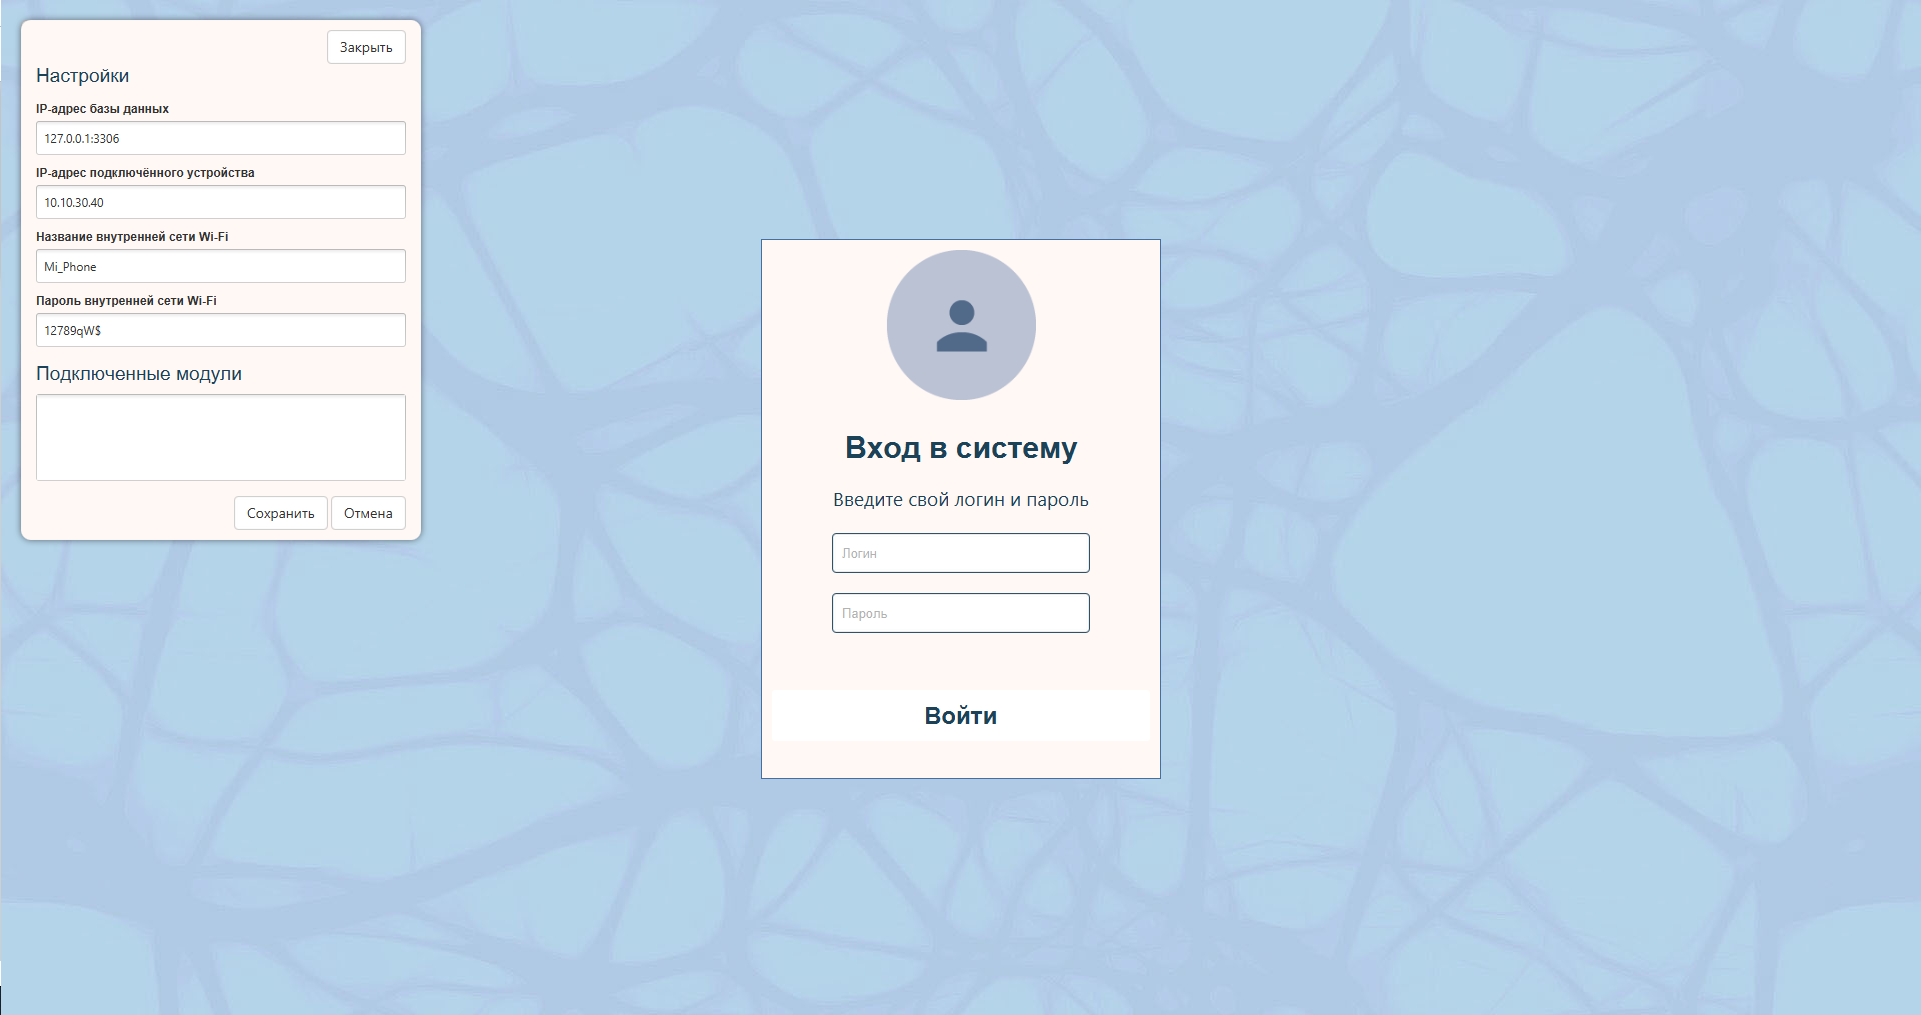 Закрыть
Настройки
IP-адрес базы данных
127.0.0.1:3306
IP-адрес подключённого устройства
10.10.30.40
Название внутренней сети Wi-Fi
Mi_Phone
Пароль внутренней сети Wi-Fi
12789qW$
Подключенные модули
Сохранить
Отмена
Вход в систему
Введите свой логин и пароль
Логин
Пароль
Войти